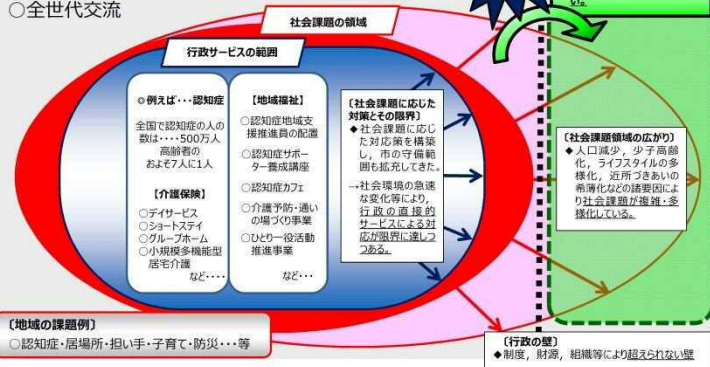 ○全世代交流
社会課題の領域
い。
行政サービスの範囲
◎例えば・・・認知症
全国で認知症の人の
数は・・・・500万人
高齢者の
およそ7人に1人
【介護保険】
○デイサービス
○ショートステイ
○グループホーム
○小規模多機能型
居宅介護
など・・・・
【地域福祉】
○認知症地域支
援推進員の配置
○認知症サポー
ター養成講座
○認知症カフェ
○介護予防・通い
の場づくり事業
○ひとり一役活動
推進事業
など・・・
〔社会課題に応じた
対策とその限界〕
◆社会課題に応じ
た対応策を構築
し，市の守備範
囲も拡充してきた。
→社会環境の急速
な変化等により，
行政の直接的
サービスによる対
応が限界に達しつ
つある。
〔社会課題領域の広がり〕
◆人口減少，少子高齢
化，ライフスタイルの多
様化，近所づきあいの
希薄化などの諸要因によ
り社会課題が複雑・多
様化している。
〔地域の課題例〕
○認知症・居場所・担い手・子育て・防災・・・等
〔行政の壁〕
◆制度，財源，組織等により超えられない壁